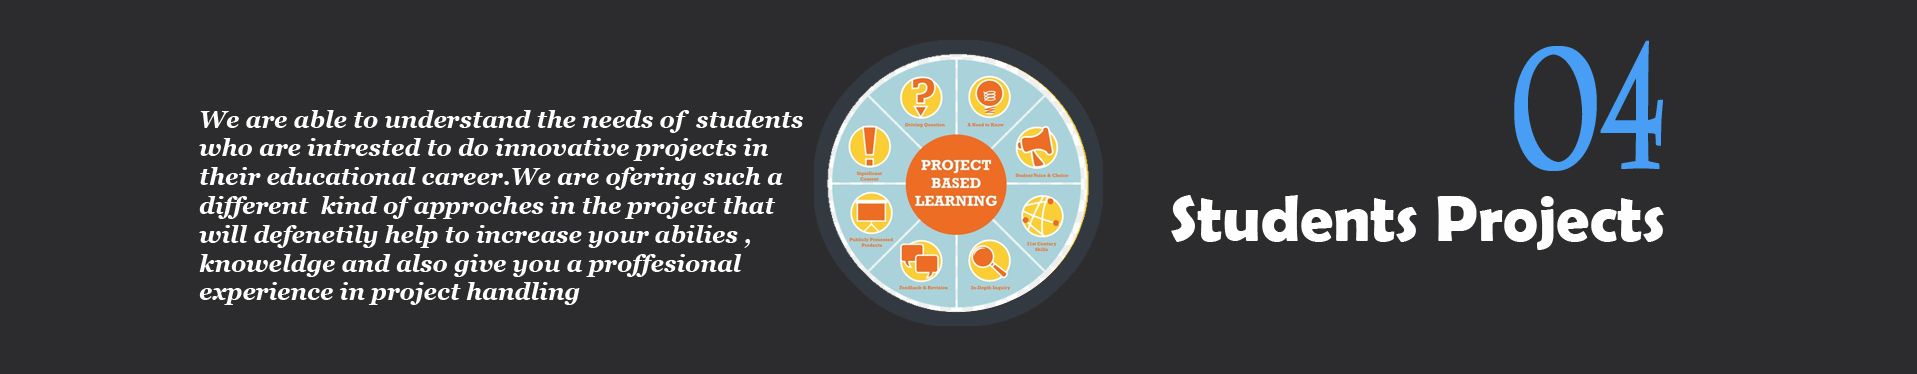 We are able to understand the needs of  students
who are intrested to do innovative projects in
their educational career.We are ofering such a
different  kind of approches in the project that
will defenetily help to increase your abilies ,
knoweldge and also give you a proffesional
experience in project handling
Driving Question
A Need to Know
Significant
Content
Student Voice & Choice
PROJECT
BASED
LEARNING
Publicly Presented
Products
21st Century
Skills
Feedback & Revision
In-Depth Inquiry
04
Students Projects